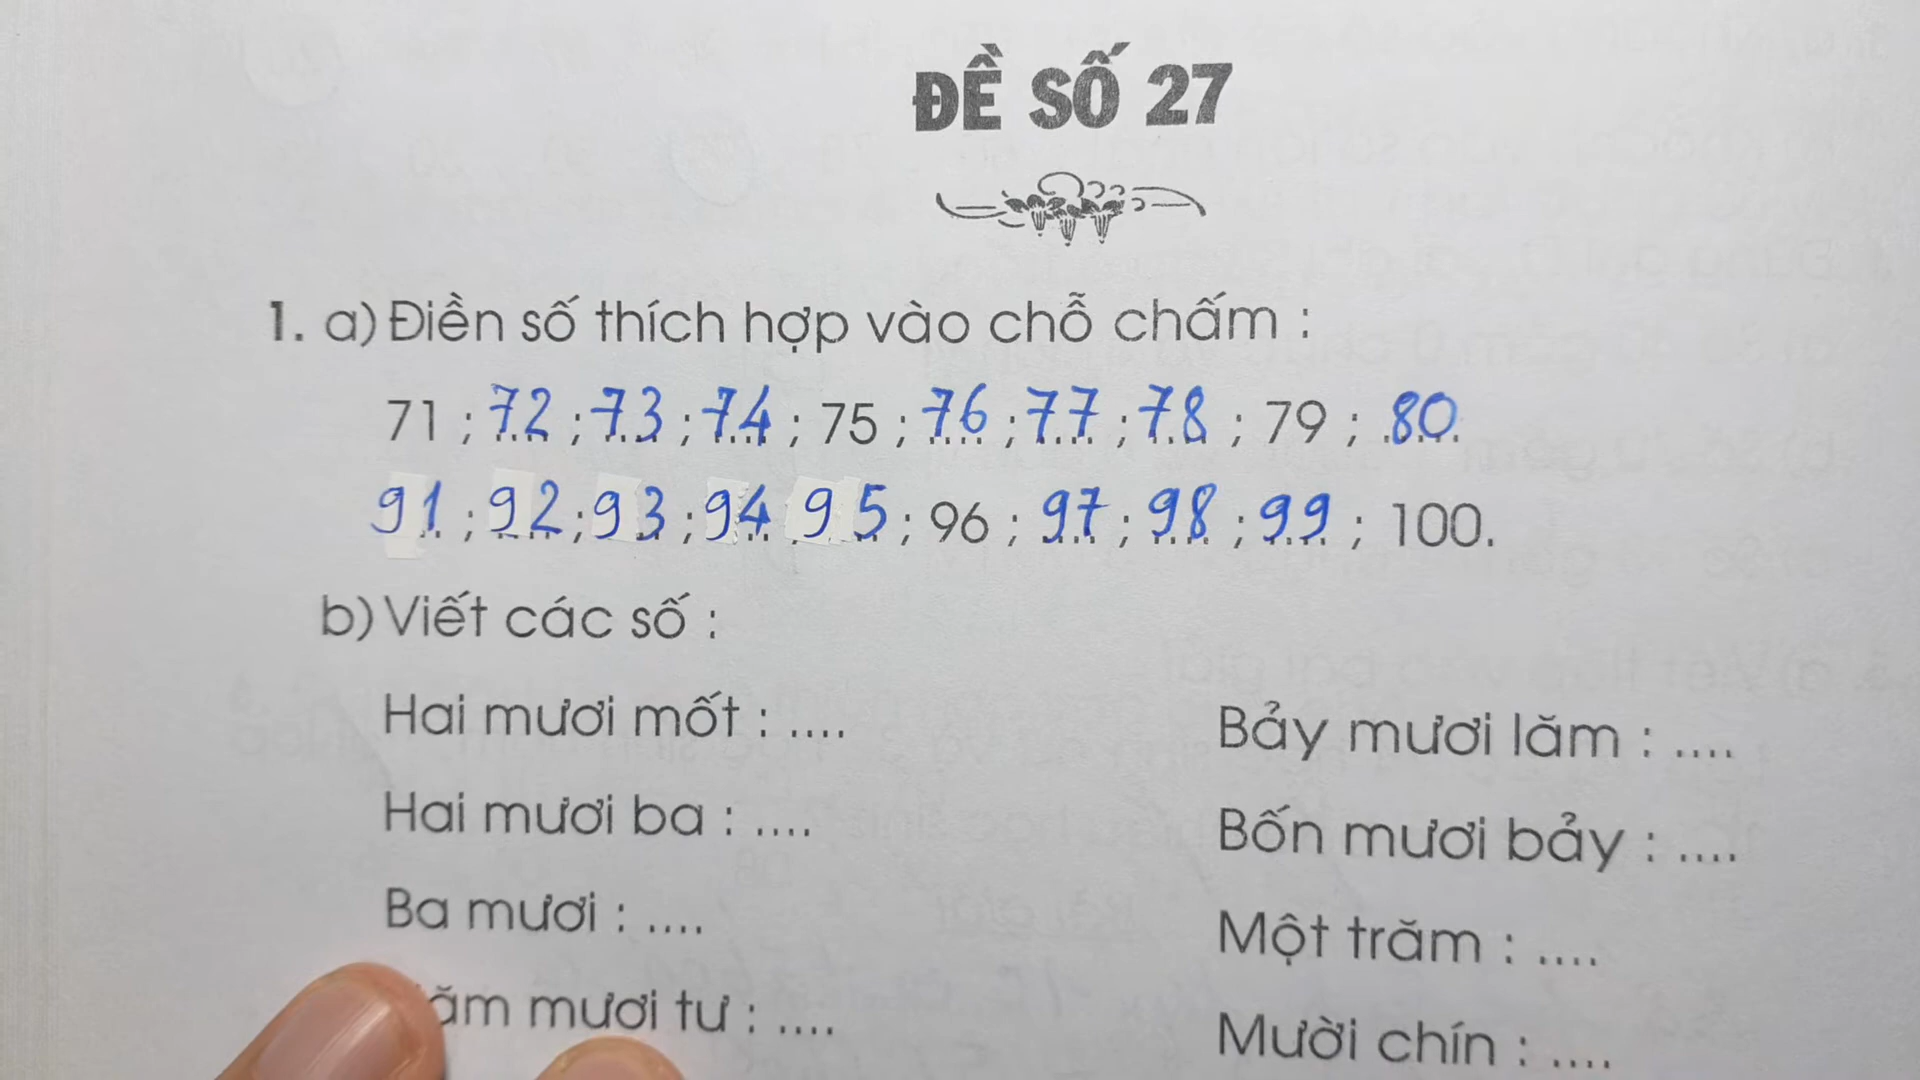 ĐỀ SỐ 27
1. a) Điền số thích hợp vào chỗ chấm :
71 ; 72 ; 73 ; 74 ; 75 ; 76 ; 77 ; 78 ; 79 ; 80
91 ; 92 ; 93 ; 94 95 ; 96 ; 97 ; 98 ; 99 ; 100.
b) Viết các số :
Hai mươi mốt : ....
Hai mươi ba : ....
Ba mươi : ....
mươi tư : ....
Bảy mươi lăm : ....
Bốn mươi bảy : ....
Một trăm : ....
Mười chín : ....